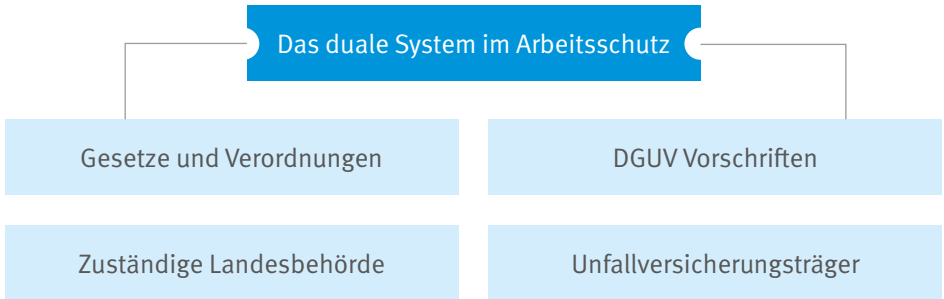 Das duale System im Arbeitsschutz
Gesetze und Verordnungen
DGUV Vorschriften
Zuständige Landesbehörde
Unfallversicherungsträger